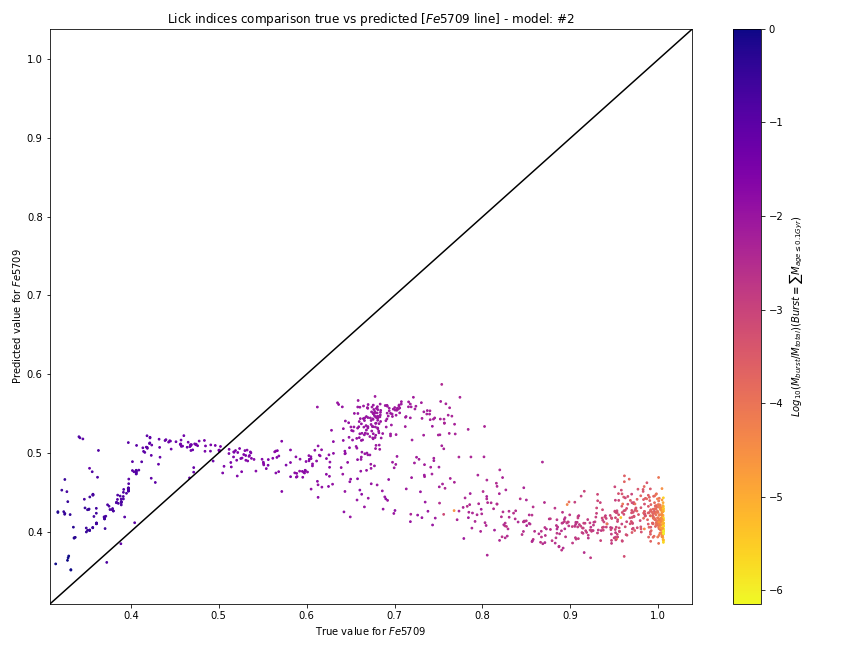 Lick indices comparison true vs predicted [Fe5709 line] - model: #2
1.0
0.9
0.8
0.7
0.6
0.5
0.4
Predicted value for Fe5709
0.4 0.5 0.6 0.7 0.8 0.9 1.0
True value for Fe5709
0
−1
−2
−3
−4
−5
−6
Log10(Mburst/Mtotal)(Burst = ∑Mage≤0.1Gyr)